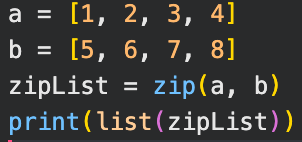 a = [1, 2, 3, 4]
b = [5, 6, 7, 8]
zipList = zip(a, b)
print(list(zipList))